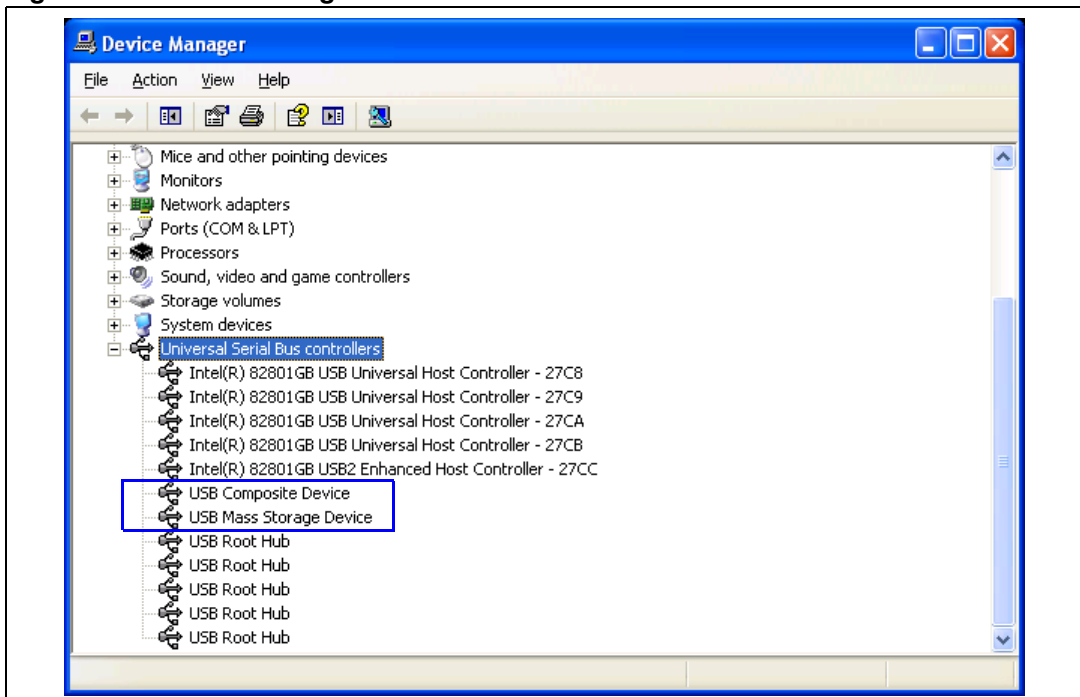 Device Manager
File Action View Help
Mice and other pointing devices
Monitors
Network adapters
Ports (COM & LPT)
Processors
Sound, video and game controllers
Storage volumes
System devices
Universal Serial Bus controllers
Intel(R) 82801GB USB Universal Host Controller - 27C8
Intel(R) 82801GB USB Universal Host Controller - 27C9
Intel(R) 82801GB USB Universal Host Controller - 27CA
Intel(R) 82801GB USB Universal Host Controller - 27CB
Intel(R) 82801GB USB2 Enhanced Host Controller - 27CC
USB Composite Device
USB Mass Storage Device
USB Root Hub
USB Root Hub
USB Root Hub
USB Root Hub
USB Root Hub